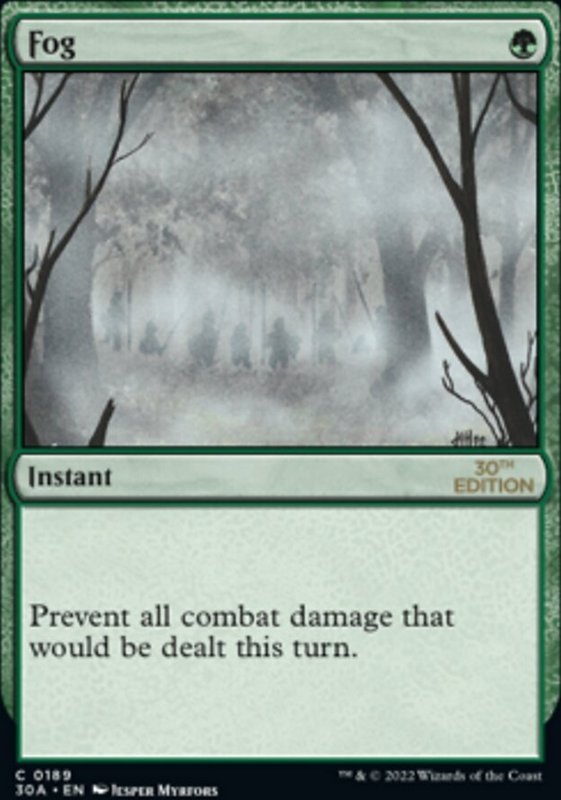 Fog
Instant
30TH
EDITION
Prevent all combat damage that
would be dealt this turn.
C 0189
30A • EN Jesper Myrfors
™ & © 2022 Wizards of the Coast